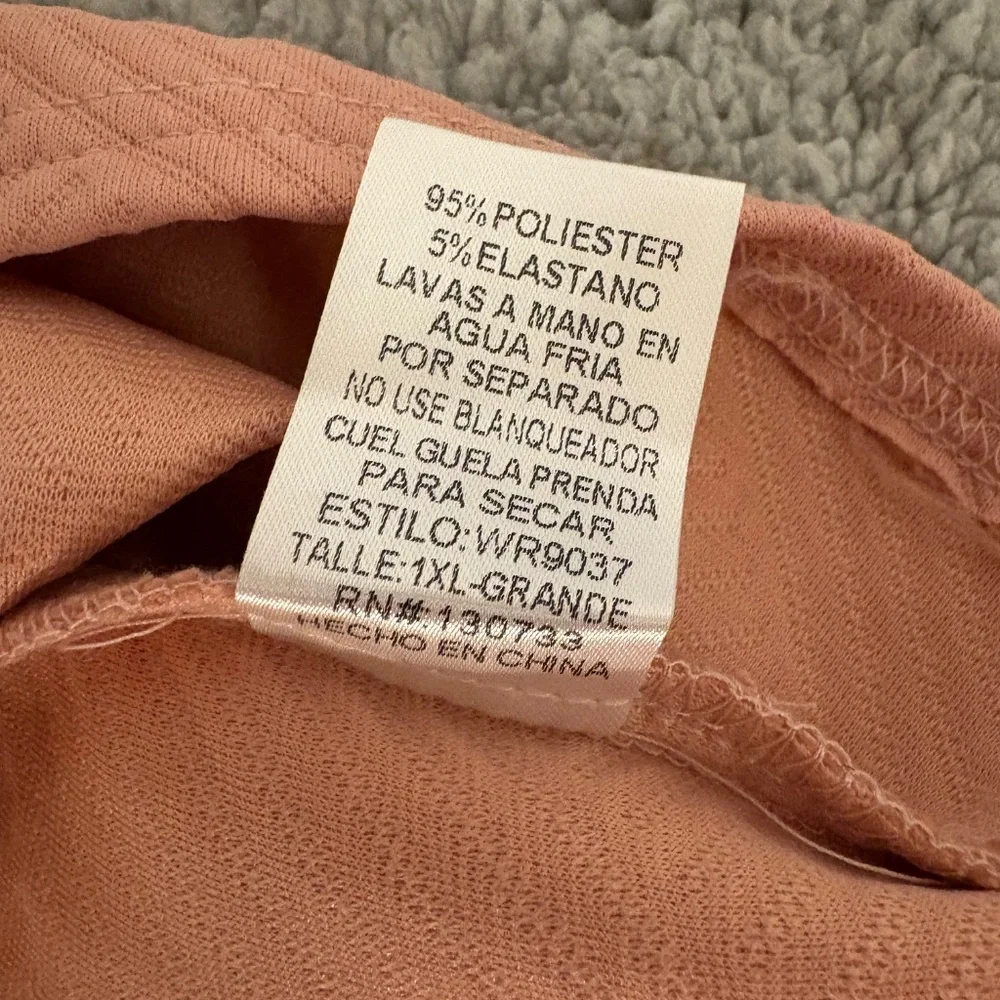 95% POLIESTER
5%ELASTANO
LAVAS A MANO EN
AGUA FRIA
POR SEPARADO
NO USE BLANQUEADOR
CUEL GUELA PRENDA
PARA SECAR
ESTILO:WR9037
TALLE:1XL-GRANDE
RN#:130733
HECHO EN CHINA